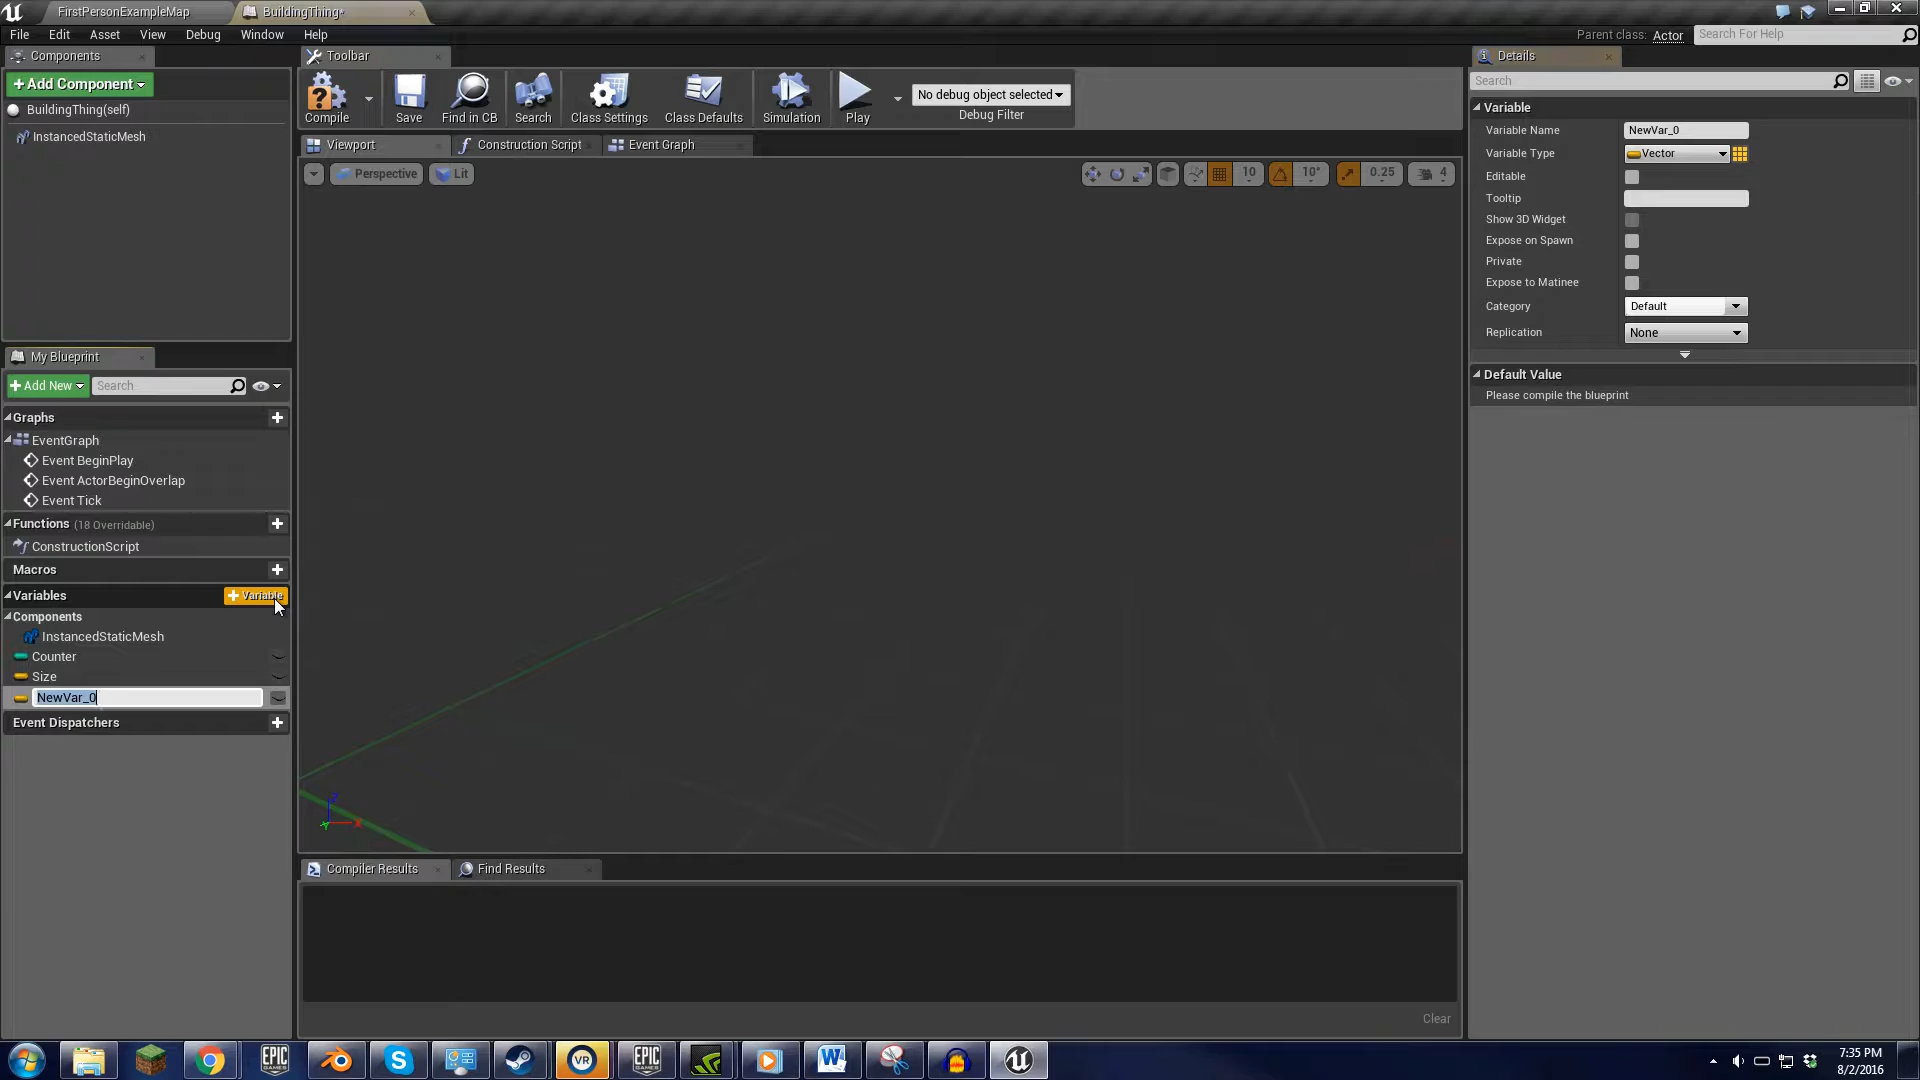 FirstPersonExampleMap
BuildingThing*
File Edit Asset View Debug Window Help
Parent class: Actor
Search For Help
Components
Toolbar
Details
Add Component
BuildingThing(self)
InstancedStaticMesh
Compile
Save
Find in CB
Search
Class Settings
Class Defaults
Simulation
Play
No debug object selected
Debug Filter
Viewport
Construction Script
Event Graph
Perspective
Lit
10
10°
0.25
4
Search
Variable
Variable Name NewVar_0
Variable Type Vector
Editable
Tooltip
Show 3D Widget
Expose on Spawn
Private
Expose to Matinee
Category Default
Replication None
Default Value
Please compile the blueprint
My Blueprint
Add New
Search
Graphs
EventGraph
Event BeginPlay
Event ActorBeginOverlap
Event Tick
Functions (18 Overridable)
ConstructionScript
Macros
Variables
Variable
Components
InstancedStaticMesh
Counter
Size
NewVar_0
Event Dispatchers
Z
Y
X
Compiler Results
Find Results
Clear
EPIC GAMES
VR
EPIC GAMES
W
7:35 PM
8/2/2016